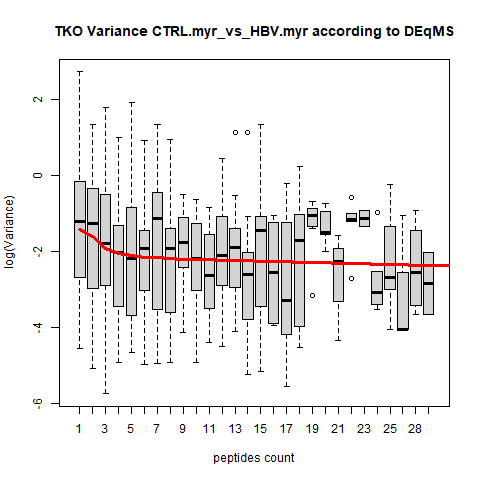 TKO Variance CTRL.myr_vs_HBV.myr according to DEqMS
log(Variance)
2
0
-2
-4
-6
1 3 5 7 9 11 13 15 17 19 21 23 25 28
peptides count